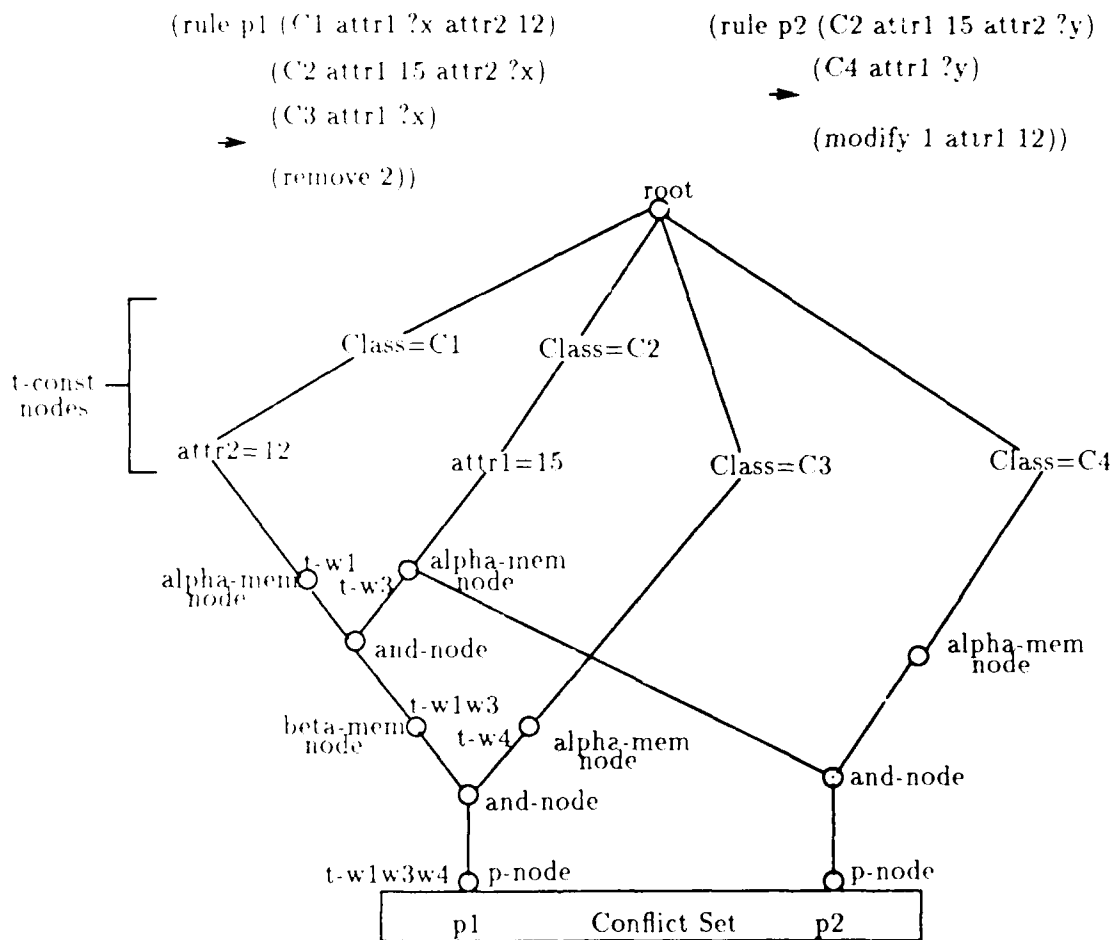 (rule p1 (C1 attr1 ?x attr2 12)
(C2 attr1 15 attr2 ?x)
(C3 attr1 ?x)
(remove 2))
(rule p2 (C2 attr1 15 attr2 ?y)
(C4 attr1 ?y)
(modify 1 attr1 12))
root
Class=C1
Class=C2
t-const
nodes
attr2=12
attr1=15
Class=C3
Class=C4
t-w1
alpha-mem
node
t-w3
alpha-mem
node
and-node
alpha-mem
node
t-w1w3
beta-mem
node
t-w4
alpha-mem
node
and-node
and-node
t-w1w3w4
p-node
p-node
p1
Conflict Set
p2